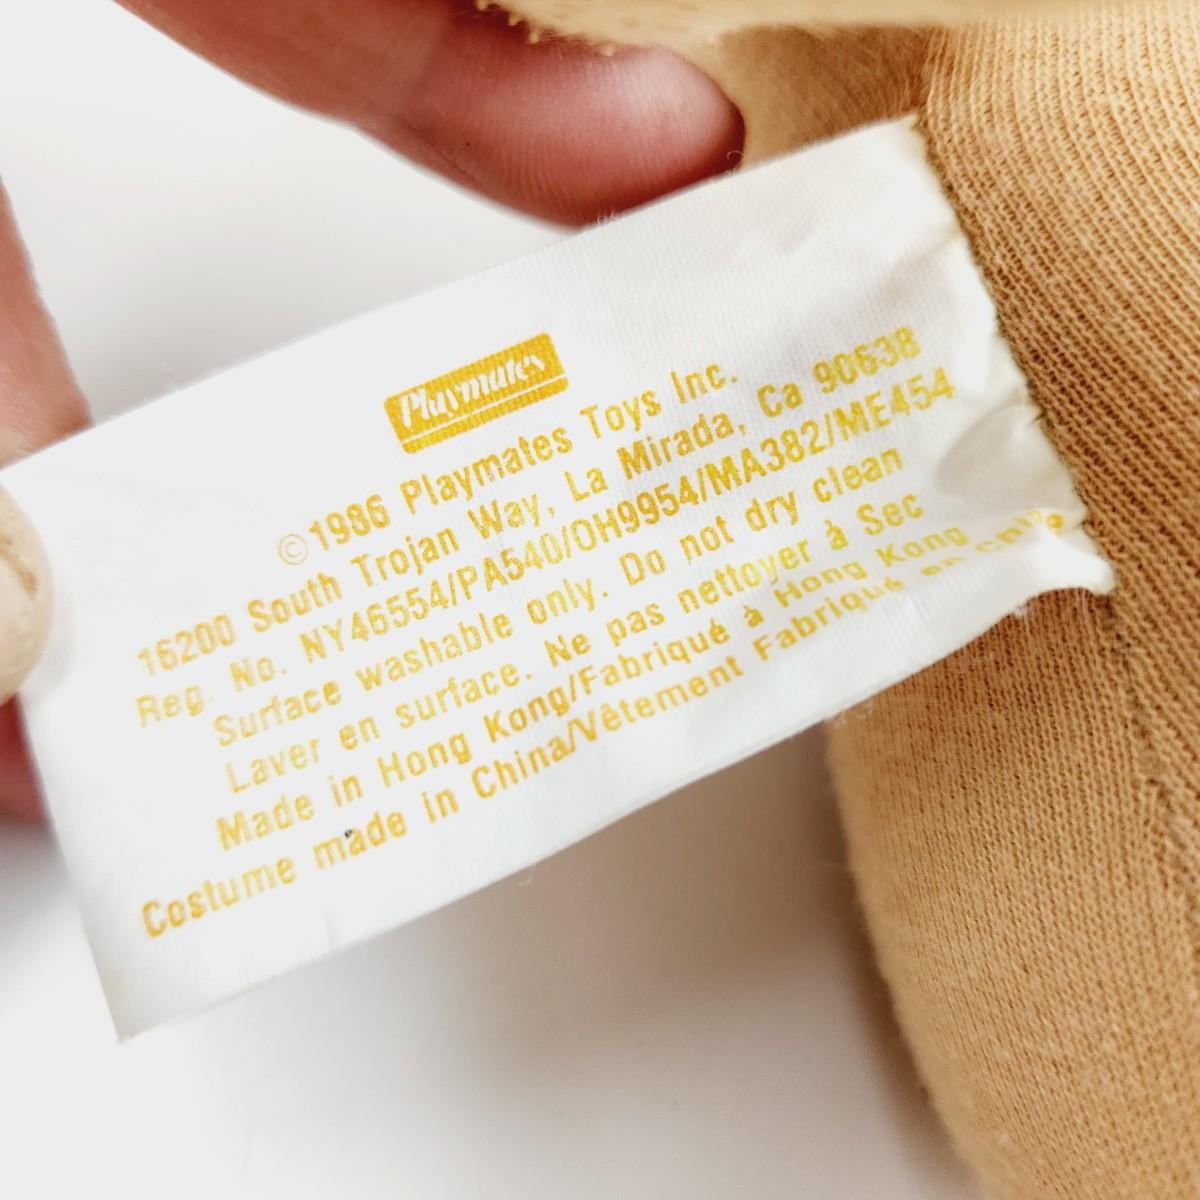 Playmates
©1986 Playmates Toys Inc.
16200 South Trojan Way, La Mirada, Ca 90638
Reg. No. NY46554/PA540/OH9954/MA382/ME454
Surface washable only. Do not dry clean
Laver en surface. Ne pas nettoyer à Sec
Made in Hong Kong/Fabriqué à Hong Kong
Costume made in China/Vêtement Fabriqué en Chine